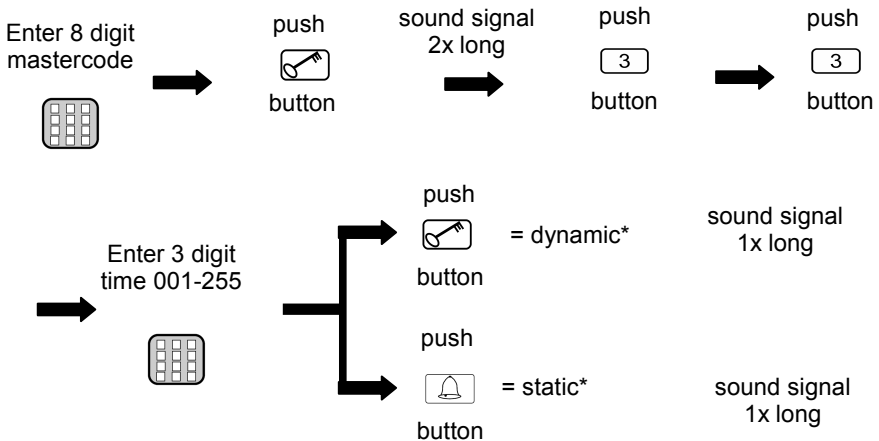 Enter 8 digit
mastercode
push
button
sound signal
2x long
push
3
button
push
3
button
Enter 3 digit
time 001-255
push
= dynamic*
button
sound signal
1x long
push
= static*
button
sound signal
1x long